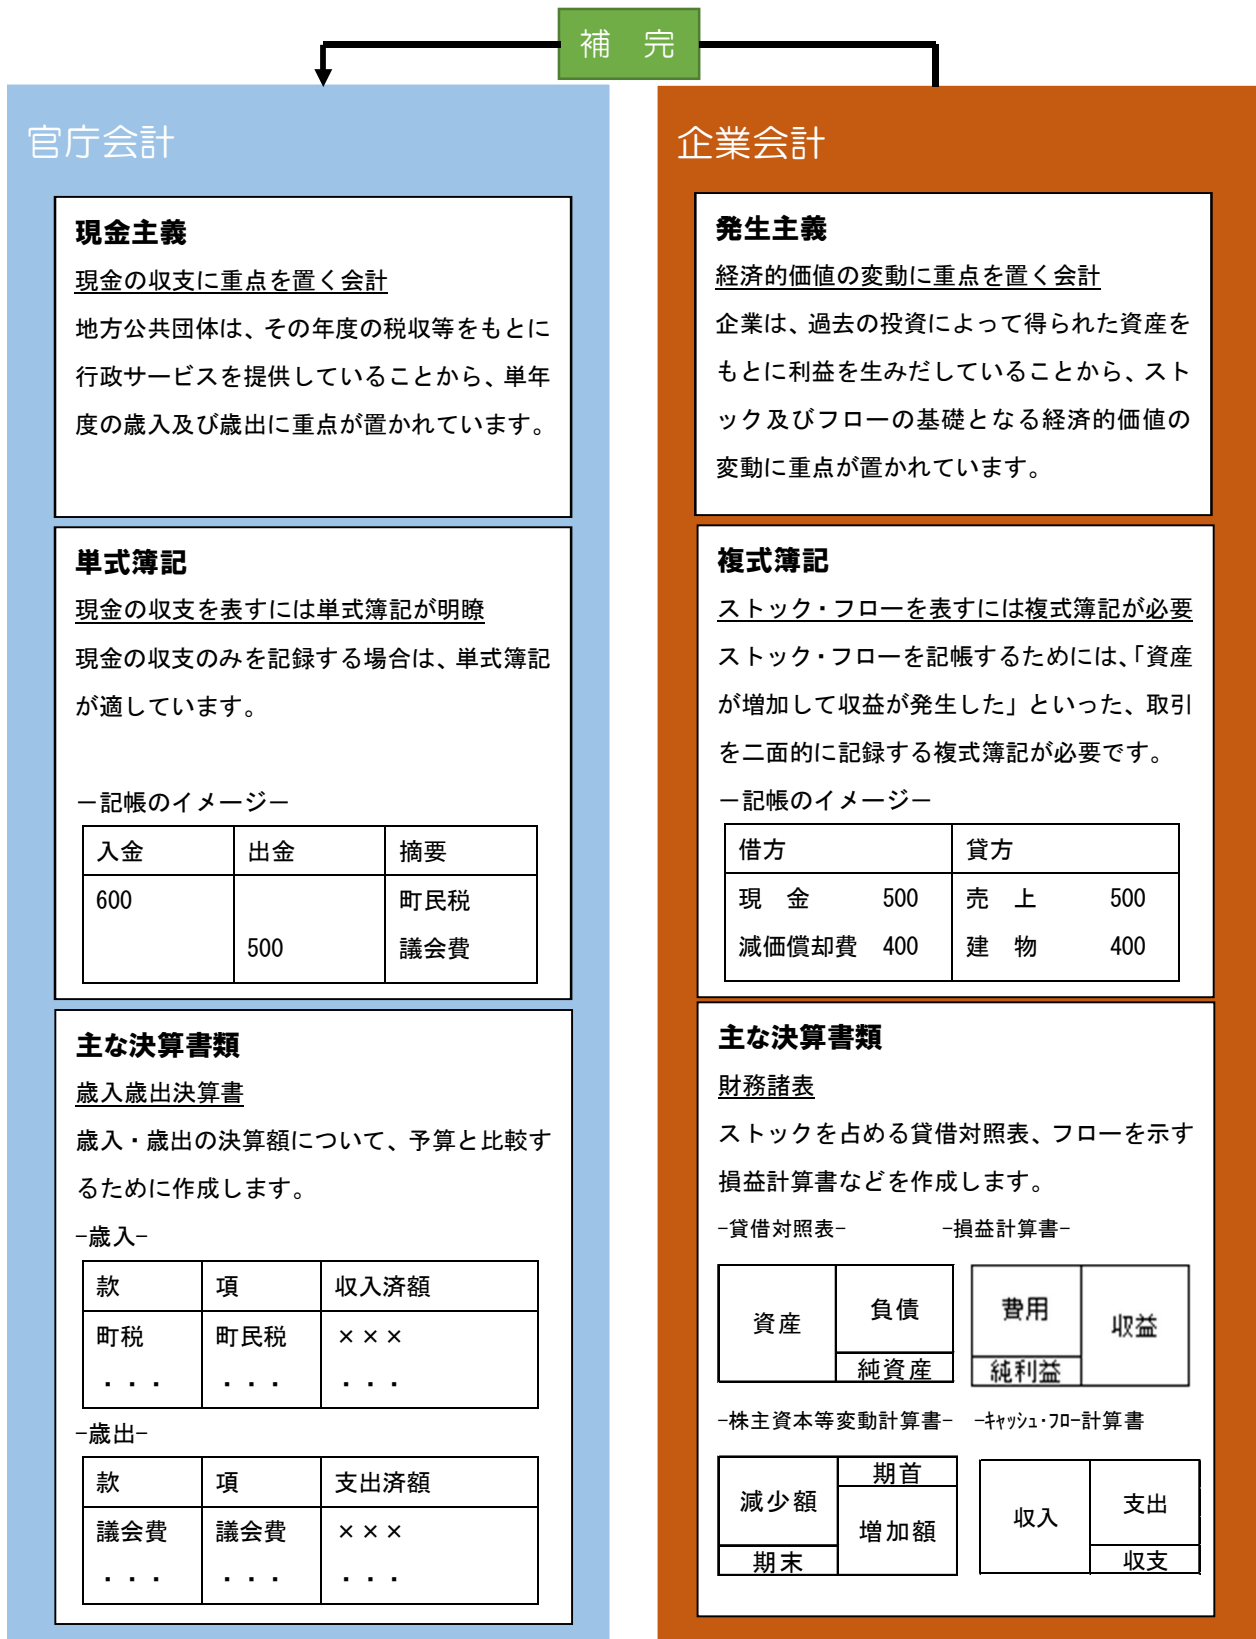 補　完
官庁会計
現金主義
現金の収支に重点を置く会計
地方公共団体は、その年度の税収等をもとに
行政サービスを提供していることから、単年
度の歳入及び歳出に重点が置かれています。
単式簿記
現金の収支を表すには単式簿記が明瞭
現金の収支のみを記録する場合は、単式簿記
が適しています。
－記帳のイメージ－
入金 出金 摘要
600 町民税
500 議会費
主な決算書類
歳入歳出決算書
歳入・歳出の決算額について、予算と比較す
るために作成します。
-歳入-
款 項 収入済額
町税 町民税 ×××
・・・ ・・・ ・・・
-歳出-
款 項 支出済額
議会費 議会費 ×××
・・・ ・・・ ・・・
企業会計
発生主義
経済的価値の変動に重点を置く会計
企業は、過去の投資によって得られた資産を
もとに利益を生みだしていることから、スト
ック及びフローの基礎となる経済的価値の
変動に重点が置かれています。
複式簿記
ストック・フローを表すには複式簿記が必要
ストック・フローを記帳するためには、「資産
が増加して収益が発生した」といった、取引
を二面的に記録する複式簿記が必要です。
－記帳のイメージ－
借方 貸方
現　金 500 売　上 500
減価償却費 400 建　物 400
主な決算書類
財務諸表
ストックを占める貸借対照表、フローを示す
損益計算書などを作成します。
-貸借対照表- -損益計算書-
資産 負債 費用 収益
純資産 純利益
-株主資本等変動計算書- -ｷｬｯｼｭ・ﾌﾛｰ計算書
減少額 期首 収入 支出
増加額
期末 収支